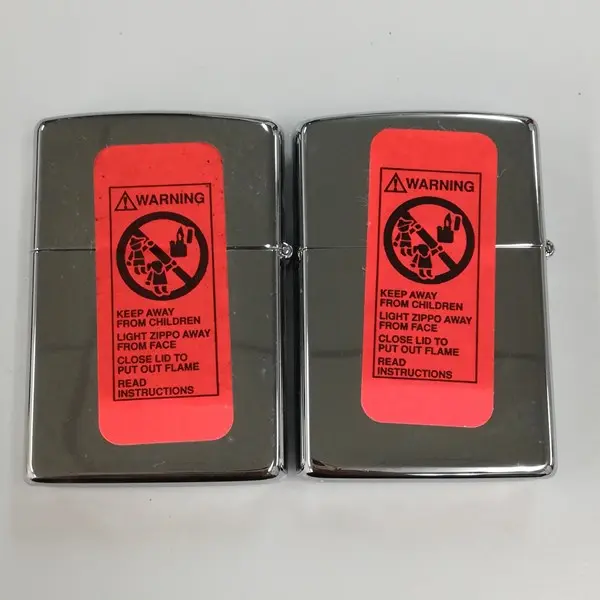 WARNING
KEEP AWAY
FROM CHILDREN
LIGHT ZIPPO AWAY
FROM FACE
CLOSE LID TO
PUT OUT FLAME
READ
INSTRUCTIONS
WARNING
KEEP AWAY
FROM CHILDREN
LIGHT ZIPPO AWAY
FROM FACE
CLOSE LID TO
PUT OUT FLAME
READ
INSTRUCTIONS